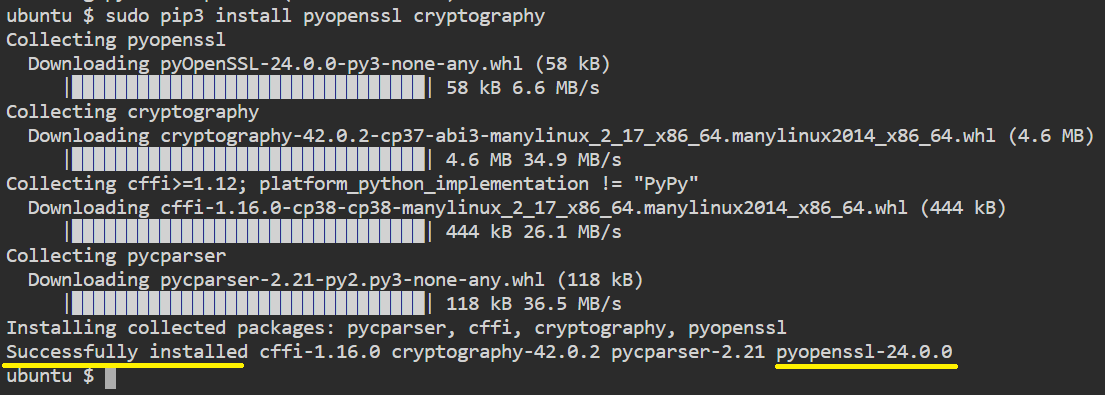 ubuntu $ sudo pip3 install pyopenssl cryptography
Collecting pyopenssl
  Downloading pyOpenSSL-24.0.0-py3-none-any.whl (58 kB)
     |████████████████████████████████| 58 kB 6.6 MB/s
Collecting cryptography
  Downloading cryptography-42.0.2-cp37-abi3-manylinux_2_17_x86_64.manylinux2014_x86_64.whl (4.6 MB)
     |████████████████████████████████| 4.6 MB 34.9 MB/s
Collecting cffi>=1.12; platform_python_implementation != "PyPy"
  Downloading cffi-1.16.0-cp38-cp38-manylinux_2_17_x86_64.manylinux2014_x86_64.whl (444 kB)
     |████████████████████████████████| 444 kB 26.1 MB/s
Collecting pycparser
  Downloading pycparser-2.21-py2.py3-none-any.whl (118 kB)
     |████████████████████████████████| 118 kB 36.5 MB/s
Installing collected packages: pycparser, cffi, cryptography, pyopenssl
Successfully installed cffi-1.16.0 cryptography-42.0.2 pycparser-2.21 pyopenssl-24.0.0
ubuntu $